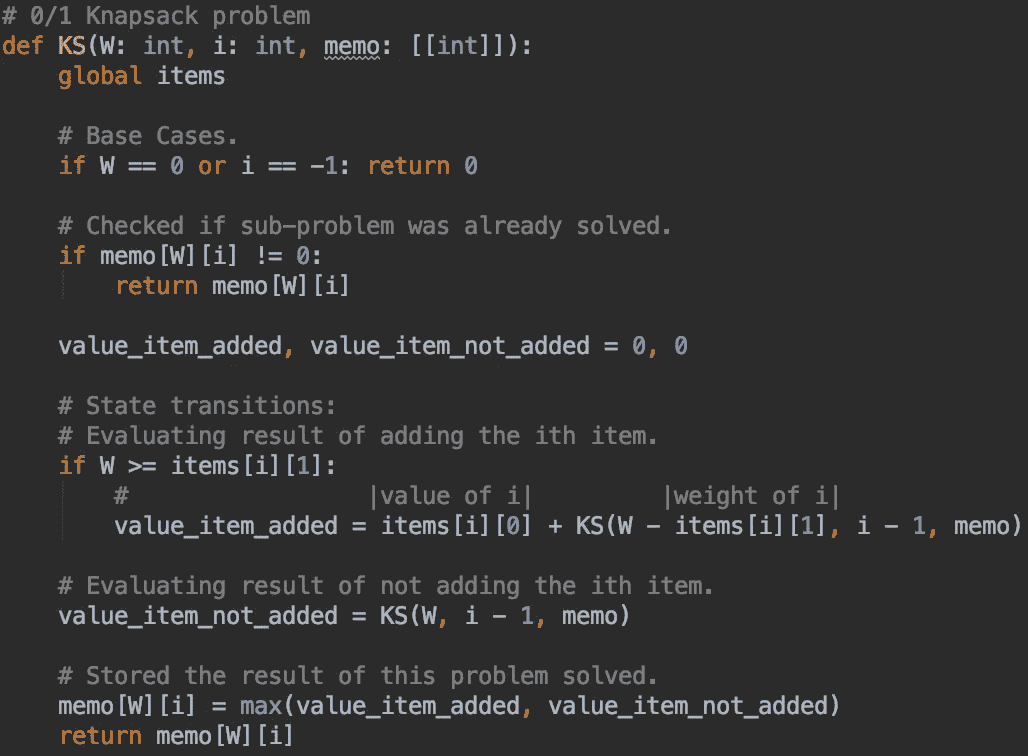 # 0/1 Knapsack problem
def KS(W: int, i: int, memo: [[int]]):
    global items

    # Base Cases.
    if W == 0 or i == -1: return 0

    # Checked if sub-problem was already solved.
    if memo[W][i] != 0:
        return memo[W][i]

    value_item_added, value_item_not_added = 0, 0

    # State transitions:
    # Evaluating result of adding the ith item.
    if W >= items[i][1]:
        #                 |value of i|         |weight of i|
        value_item_added = items[i][0] + KS(W - items[i][1], i - 1, memo)

    # Evaluating result of not adding the ith item.
    value_item_not_added = KS(W, i - 1, memo)

    # Stored the result of this problem solved.
    memo[W][i] = max(value_item_added, value_item_not_added)
    return memo[W][i]